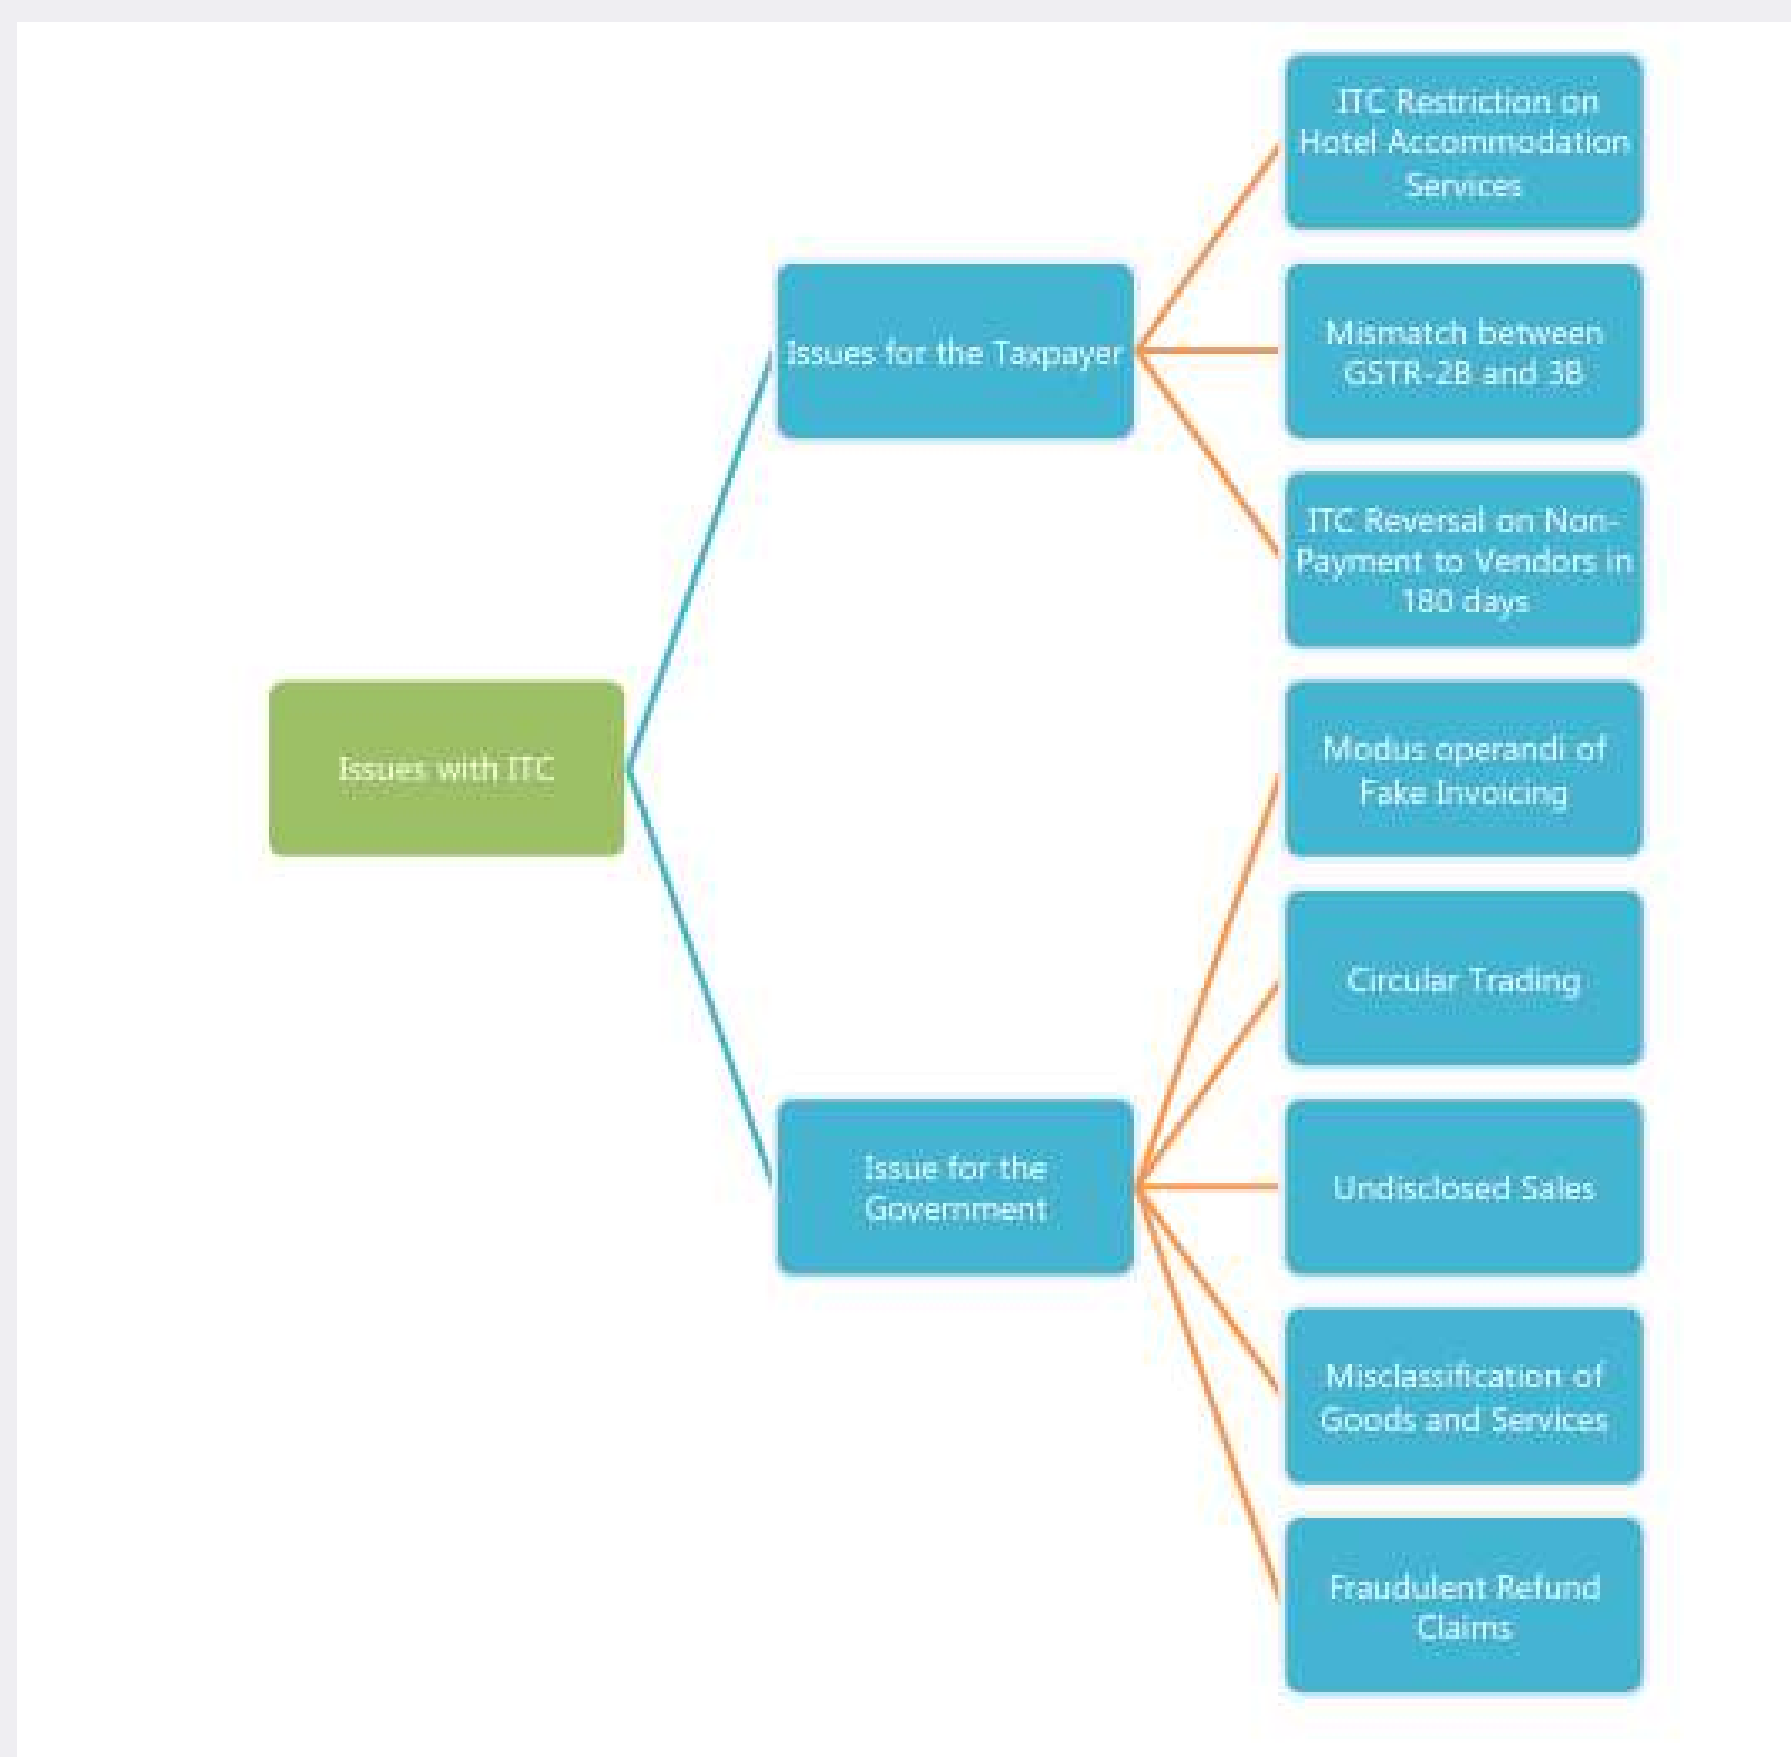 Issues with ITC
Issues for the Taxpayer
ITC Restriction on
Hotel Accommodation
Services
Mismatch between
GSTR-2B and 3B
ITC Reversal on Non-
Payment to Vendors in
180 days
Issue for the
Government
Modus operandi of
Fake Invoicing
Circular Trading
Undisclosed Sales
Misclassification of
Goods and Services
Fraudulent Refund
Claims